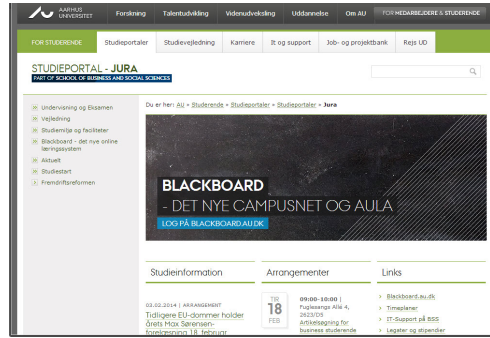 AARHUS
UNIVERSITET
Forskning
Talentudvikling
Videnudveksling
Uddannelse
Om AU
FOR MEDARBEJDERE & STUDERENDE
FOR STUDERENDE
Studieportaler
Studievejledning
Karriere
It og support
Job- og projektbank
Rejs UD
STUDIEPORTAL - JURA
PART OF SCHOOL OF BUSINESS AND SOCIAL SCIENCES
Undervisning og Eksamen
Vejledning
Studiemiljø og faciliteter
Blackboard - det nye online
læringssystem
Aktuelt
Studiestart
Fremdriftsreformen
Du er her: AU » Studerende » Studieportaler » Studieportaler » Jura
BLACKBOARD
- DET NYE CAMPUSNET OG AULA
LOG PÅ BLACKBOARD.AU.DK
Studieinformation
03.02.2014 | ARRANGEMENT
Tidligere EU-dommer holder
årets Max Sørensen-
forelæsning 18. februar
Arrangementer
TIR
18
FEB
09:00-10:00 |
Fuglesangs Allé 4,
2623/D5
Artikelsøgning for
business studerende
Links
Blackboard.au.dk
Timeplaner
IT-Support på BSS
Legater og stipendier